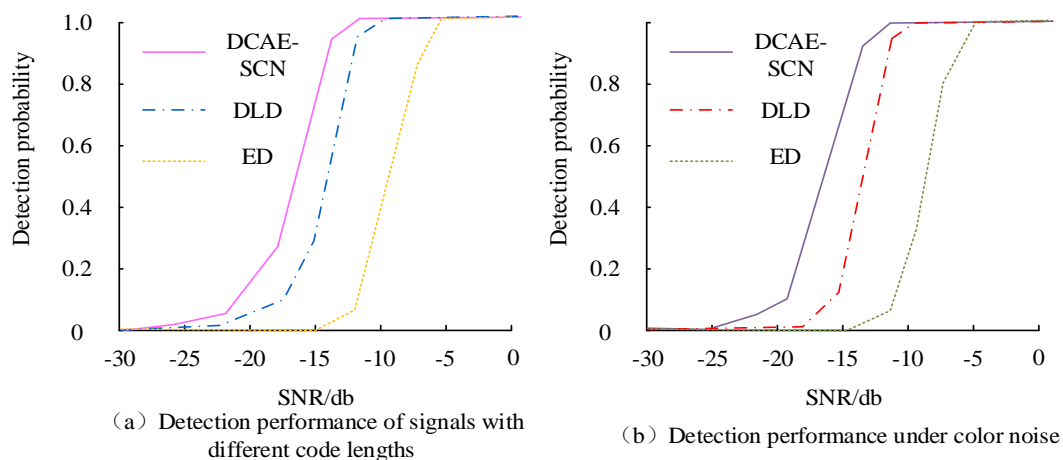 Detection probability
1.0
0.8
0.6
0.4
0.2
0
DCAE-
SCN
DLD
ED
-30
-25
-20
-15
-10
-5
0
SNR/db
（a）Detection performance of signals with
different code lengths
Detection probability
1.0
0.8
0.6
0.4
0.2
0
DCAE-
SCN
DLD
ED
-30
-25
-20
-15
-10
-5
0
SNR/db
（b）Detection performance under color noise